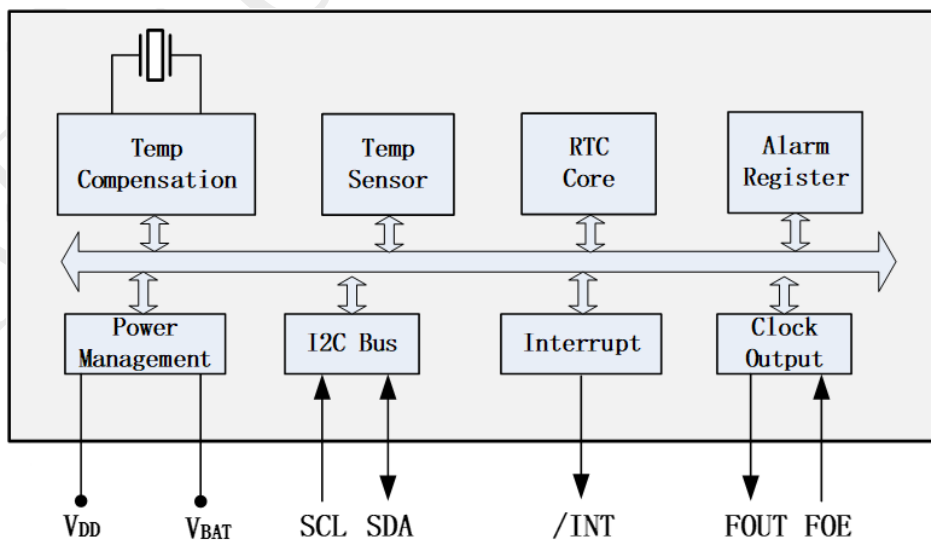 Temp
Compensation
Temp
Sensor
RTC
Core
Alarm
Register
Power
Management
I2C Bus
Interrupt
Clock
Output
VDD
VBAT
SCL
SDA
/INT
FOUT
FOE